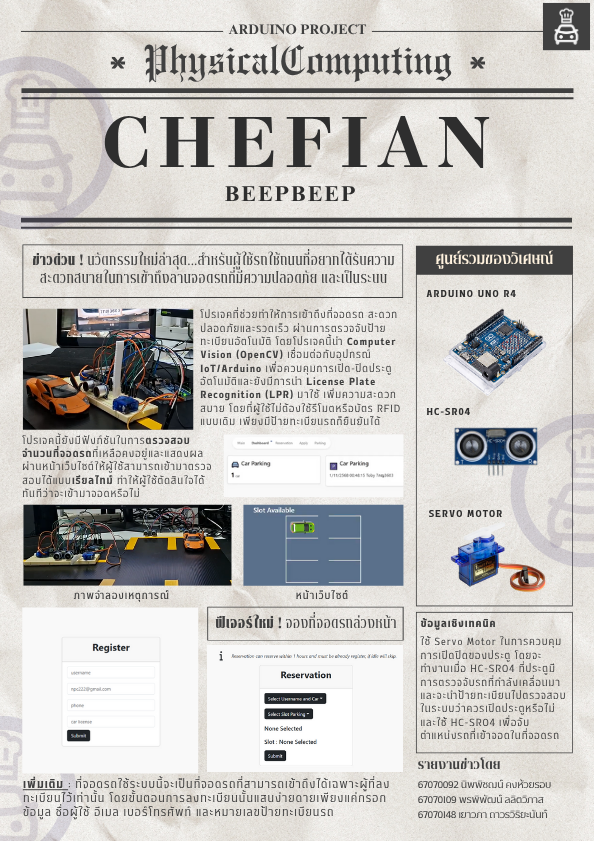 ARDUINO PROJECT
PhysicalComputing
CHEFIAN
BEEPBEEP
ข่าวด่วน ! นวัตกรรมใหม่ล่าสุด...สำหรับผู้ใช้รถใช้ถนนที่อยากได้รับความ
สะดวกสบายในการเข้าถึงลานจอดรถที่มีความปลอดภัย และเป็นระบบ
โปรเจคที่ช่วยทำให้การเข้าถึงที่จอดรถ สะดวก
ปลอดภัยและรวดเร็ว ผ่านการตรวจจับป้าย
ทะเบียนอัตโนมัติ โดยโปรเจคนี้นำ Computer
Vision (OpenCV) เชื่อมต่อกับอุปกรณ์
IoT/Arduino เพื่อควบคุมการเปิด-ปิดประตู
อัตโนมัติและยังมีการนำ License Plate
Recognition (LPR) มาใช้ เพิ่มความสะดวก
สบาย โดยที่ผู้ใช้ไม่ต้องใช้รีโมตหรือบัตร RFID
แบบเดิม เพียงมีป้ายทะเบียนรถก็ยืนยันได้
โปรเจคนี้ยังมีฟังก์ชันในการตรวจสอบ
จำนวนที่จอดรถที่เหลือคงอยู่และแสดงผล
ผ่านหน้าเว็บไซต์ให้ผู้ใช้สามารถเข้ามาตรวจ
สอบได้แบบเรียลไทม์ ทำให้ผู้ใช้ตัดสินใจได้
ทันทีว่าจะเข้ามาจอดหรือไม่
Dashboard
Reservation
Car Parking
1
Car Parking
Slot Available
ภาพจำลองเหตุการณ์
หน้าเว็บไซต์
Register
username
nps222@gmail.com
phone
car license
Submit
ฟีเจอร์ใหม่ ! จองที่จอดรถล่วงหน้า
i Reservation can reserve within 1 hours and must be already register, it idle will skip.
Reservation
Select Username and Car
Select Slot Parking
None Selected
Slot : None Selected
Submit
เพิ่มเติม : ที่จอดรถใช้ระบบนี้จะเป็นที่จอดรถที่สามารถเข้าถึงได้เฉพาะผู้ที่ลง
ทะเบียนไว้เท่านั้น โดยขั้นตอนการลงทะเบียนนั้นแสนง่ายดายเพียงแค่กรอก
ข้อมูล ชื่อผู้ใช้ อีเมล เบอร์โทรศัพท์ และหมายเลขป้ายทะเบียนรถ
ศูนย์รวมของวิเศษณ์
ARDUINO UNO R4
HC-SR04
SERVO MOTOR
ข้อมูลเชิงเทคนิค
ใช้ Servo Motor ในการควบคุม
การเปิดปิดของประตู โดยจะ
ทำงานเมื่อ HC-SR04 ที่ประตูมี
การตรวจจับรถที่กำลังเคลื่อนมา
และจะนำป้ายทะเบียนไปตรวจสอบ
ในระบบว่าควรเปิดประตูหรือไม่
และใช้ HC-SR04 เพื่อจับ
ตำแหน่งรถที่เข้าจอดในที่จอดรถ
รายงานข่าวโดย
67070092 นิพพิชฌน์ คงห้วยรอบ
67070109 พรพิพัฒน์ ลลิตวิภาส
67070148 เยาวภา ถาวรวิริยะนันท์